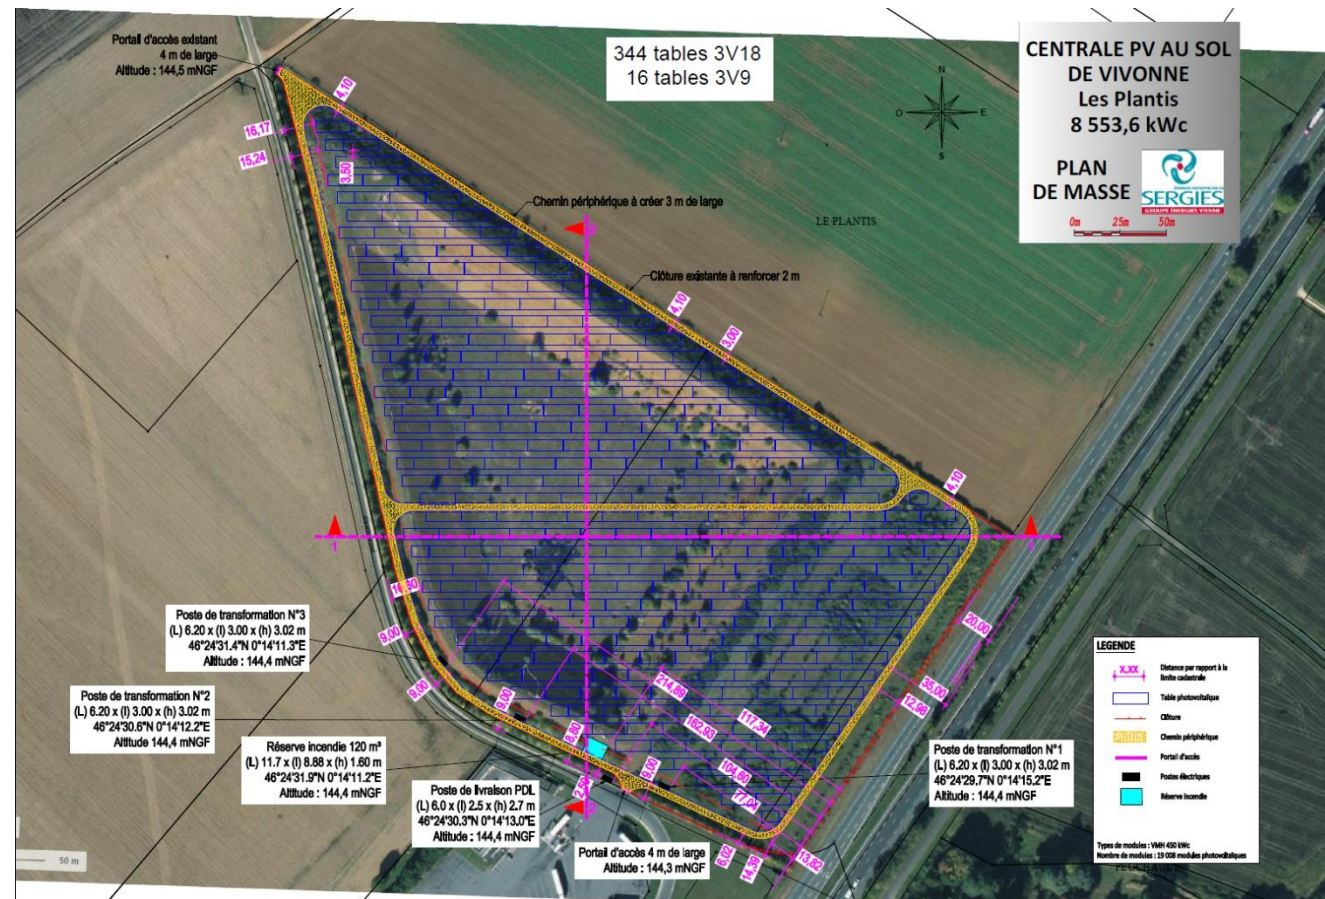 Portail d'accès existant
4 m de large
Altitude : 144,5 mNGF
344 tables 3V18
16 tables 3V9
N
O
E
S
CENTRALE PV AU SOL
DE VIVONNE
Les Plantis
8 553,6 kWc
PLAN
DE MASSE
SERGIES
GROUPE ÉNERGIES VIENNE
0m 25m 50m
4,10
16,17
15,24
3,50
Chemin périphérique à créer 3 m de large
LE PLANTIS
Clôture existante à renforcer 2 m
4,10
3,00
4,10
1
1
9,00
9,00
9,00
8,80
9,00
214,89
162,93
117,34
104,60
20,00
35,00
12,98
6,02
14,39
13,82
Poste de transformation N°3
(L) 6.20 x (l) 3.00 x (h) 3.02 m
46°24'31.4"N 0°14'11.3"E
Altitude : 144,4 mNGF
Poste de transformation N°2
(L) 6.20 x (l) 3.00 x (h) 3.02 m
46°24'30.6"N 0°14'12.2"E
Altitude 144,4 mNGF
Réserve incendie 120 m³
(L) 11.7 x (l) 8.88 x (h) 1.60 m
46°24'31.9"N 0°14'11.2"E
Altitude : 144,4 mNGF
Poste de livraison PDL
(L) 6.0 x (l) 2.5 x (h) 2.7 m
46°24'30.3"N 0°14'13.0"E
Altitude : 144,4 mNGF
Portail d'accès 4 m de large
Altitude : 144,3 mNGF
Poste de transformation N°1
(L) 6.20 x (l) 3.00 x (h) 3.02 m
46°24'29.7"N 0°14'15.2"E
Altitude : 144,4 mNGF
LEGENDE
X,XX
Distance par rapport à la
limite cadastrale
Table photovoltaïque
Clôture
Chemin périphérique
Portail d'accès
Postes électriques
Réserve incendie
Types de modules : VMH 450 kWc
Nombre de modules : 19 008 modules photovoltaïques
50 m